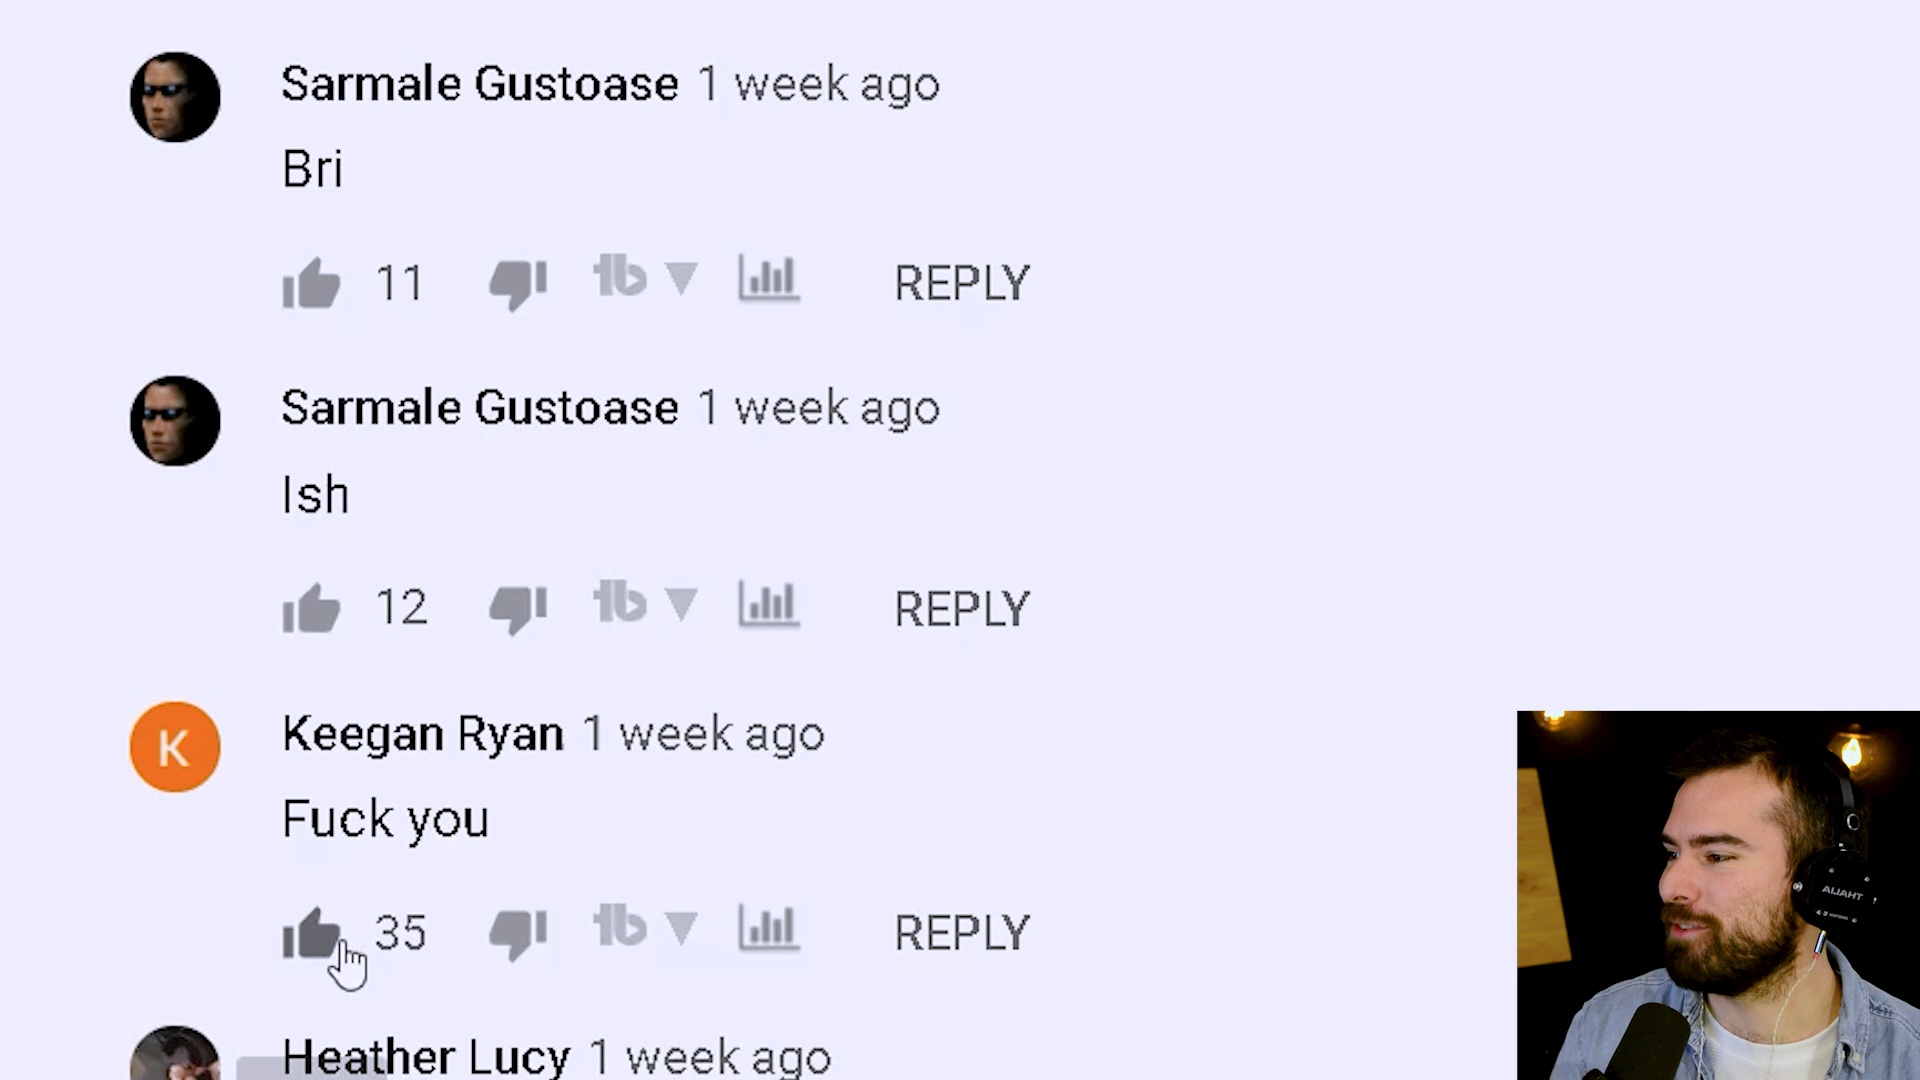 Sarmale Gustoase 1 week ago
Bri
11 REPLY
Sarmale Gustoase 1 week ago
Ish
12 REPLY
K
Keegan Ryan 1 week ago
Fuck you
35 REPLY
Heather Lucy 1 week ago